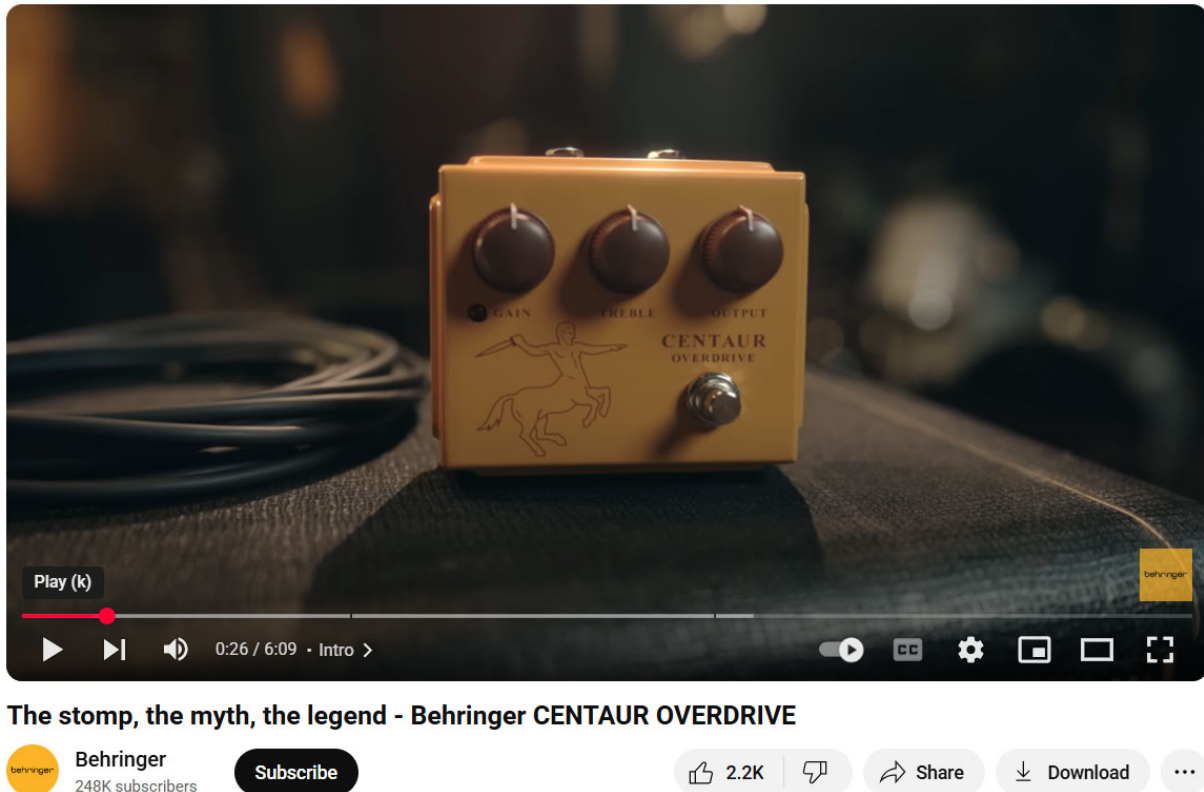 GAIN TREBLE OUTPUT
CENTAUR
OVERDRIVE
behringer
Play (k)
0:26 / 6:09 • Intro >
CC
The stomp, the myth, the legend - Behringer CENTAUR OVERDRIVE
behringer
Behringer
248K subscribers
Subscribe
2.2K
Share
Download